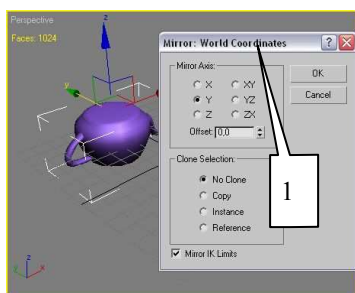 Perspective
Faces: 1024
z
y
x
Mirror: World Coordinates
Mirror Axis:
X XY
Y YZ
Z ZX
Offset: 0,0
OK
Cancel
Clone Selection:
No Clone
Copy
Instance
Reference
Mirror IK Limits
1
z
x